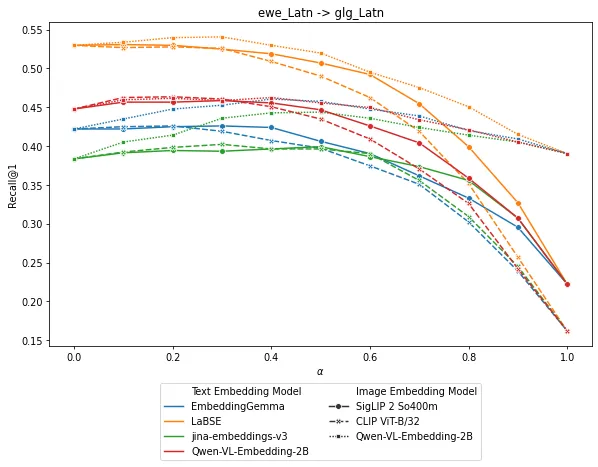 ewe_Latn -> glg_Latn
0.55
0.50
0.45
0.40
0.35
0.30
0.25
0.20
0.15
Recall@1
0.0 0.2 0.4 0.6 0.8 1.0
α
Text Embedding Model
EmbeddingGemma
LaBSE
jina-embeddings-v3
Qwen-VL-Embedding-2B
Image Embedding Model
SigLIP 2 So400m
CLIP ViT-B/32
Qwen-VL-Embedding-2B